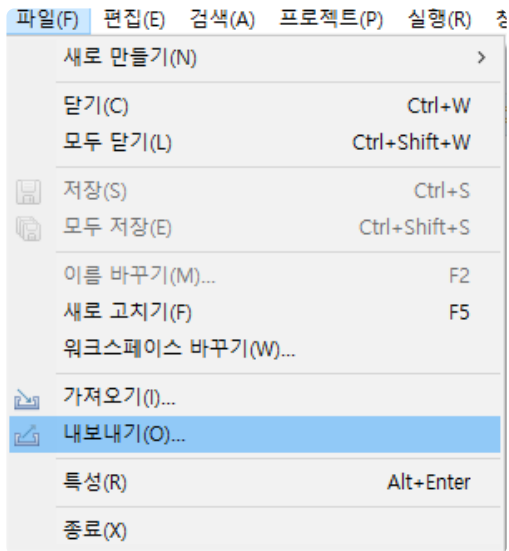 파일(F) 편집(E) 검색(A) 프로젝트(P) 실행(R)
새로 만들기(N) >
닫기(C) Ctrl+W
모두 닫기(L) Ctrl+Shift+W
저장(S) Ctrl+S
모두 저장(E) Ctrl+Shift+S
이름 바꾸기(M)... F2
새로 고치기(F) F5
워크스페이스 바꾸기(W)...
가져오기(I)...
내보내기(O)...
특성(R) Alt+Enter
종료(X)